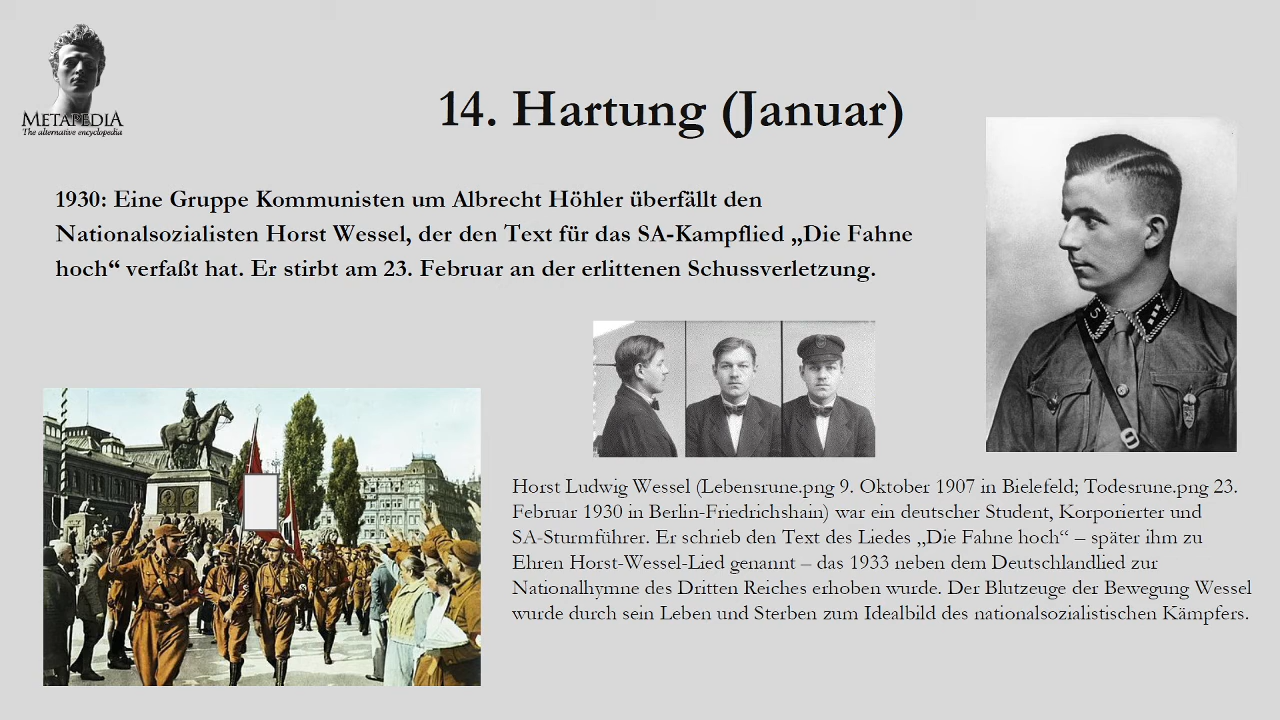 METAPEDIA
The alternative encyclopedia
14. Hartung (Januar)
1930: Eine Gruppe Kommunisten um Albrecht Höhler überfällt den
Nationalsozialisten Horst Wessel, der den Text für das SA-Kampflied „Die Fahne
hoch“ verfaßt hat. Er stirbt am 23. Februar an der erlittenen Schussverletzung.
5
Horst Ludwig Wessel (Lebensrune.png 9. Oktober 1907 in Bielefeld; Todesrune.png 23.
Februar 1930 in Berlin-Friedrichshain) war ein deutscher Student, Korporierter und
SA-Sturmführer. Er schrieb den Text des Liedes „Die Fahne hoch“ – später ihm zu
Ehren Horst-Wessel-Lied genannt – das 1933 neben dem Deutschlandlied zur
Nationalhymne des Dritten Reiches erhoben wurde. Der Blutzeuge der Bewegung Wessel
wurde durch sein Leben und Sterben zum Idealbild des nationalsozialistischen Kämpfers.